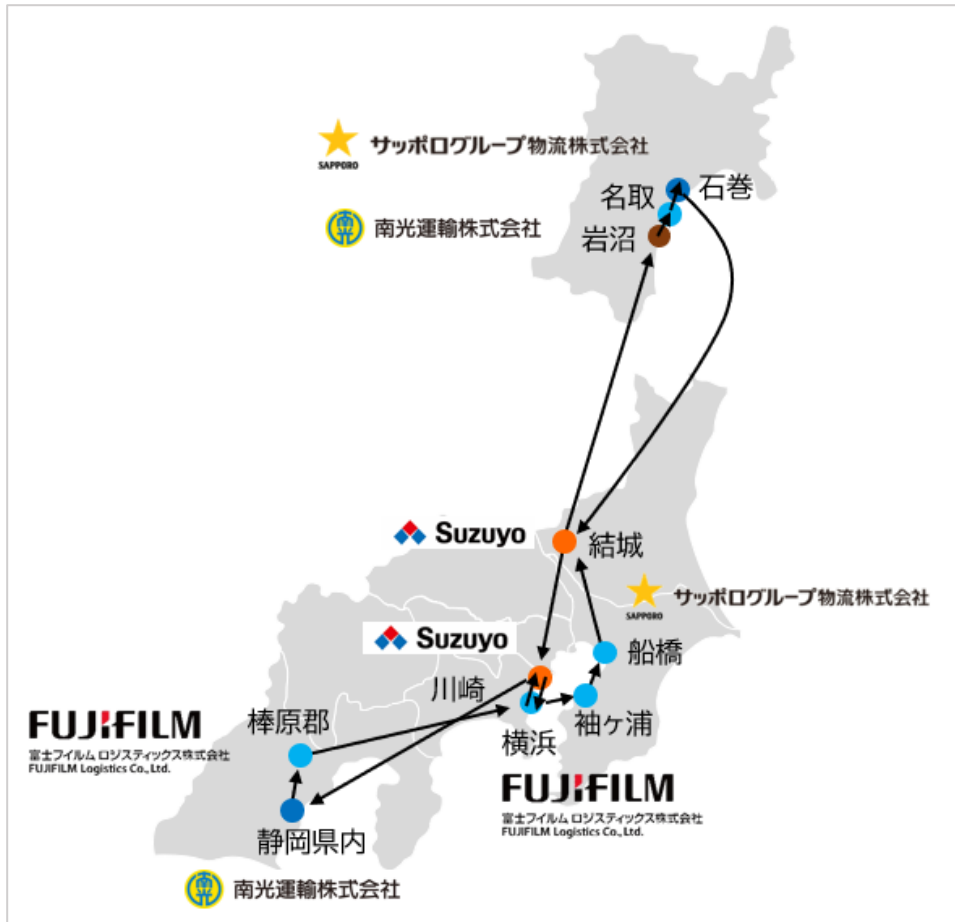 サッポログループ物流株式会社
SAPPORO
石巻
名取
南光運輸株式会社
岩沼
Suzuyo
結城
サッポログループ物流株式会社
SAPPORO
Suzuyo
船橋
川崎
袖ヶ浦
横浜
FUJIFILM
富士フイルム ロジスティックス株式会社
FUJIFILM Logistics Co., Ltd.
棒原郡
FUJIFILM
富士フイルム ロジスティックス株式会社
FUJIFILM Logistics Co., Ltd.
静岡県内
南光運輸株式会社